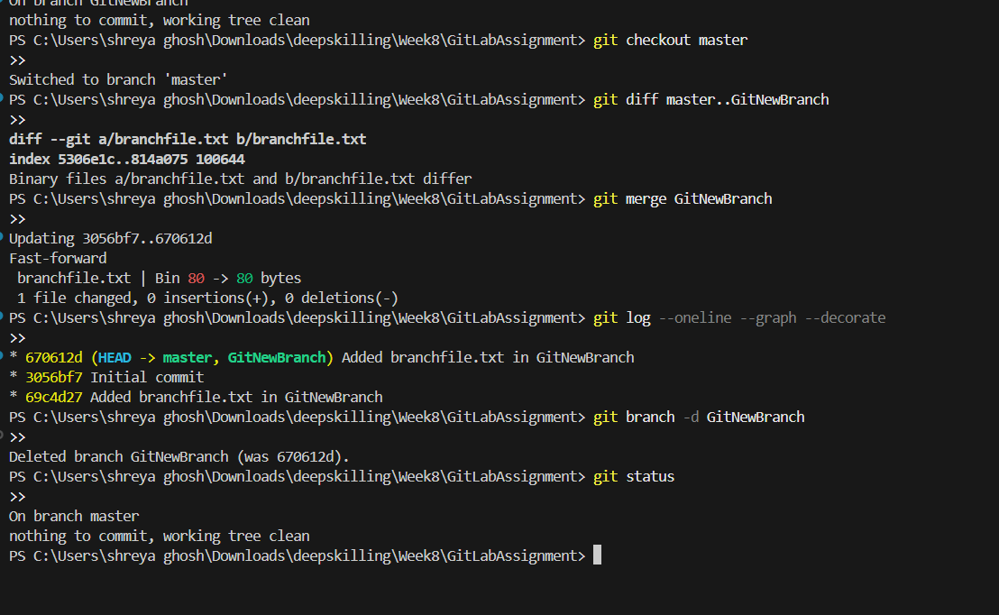 On branch GitNewBranch
nothing to commit, working tree clean
PS C:\Users\shreya ghosh\Downloads\deepskilling\Week8\GitLabAssignment> git checkout master
>>
Switched to branch 'master'
PS C:\Users\shreya ghosh\Downloads\deepskilling\Week8\GitLabAssignment> git diff master..GitNewBranch
>>
diff --git a/branchfile.txt b/branchfile.txt
index 5306e1c..814a075 100644
Binary files a/branchfile.txt and b/branchfile.txt differ
PS C:\Users\shreya ghosh\Downloads\deepskilling\Week8\GitLabAssignment> git merge GitNewBranch
>>
Updating 3056bf7..670612d
Fast-forward
 branchfile.txt | Bin 80 -> 80 bytes
 1 file changed, 0 insertions(+), 0 deletions(-)
PS C:\Users\shreya ghosh\Downloads\deepskilling\Week8\GitLabAssignment> git log --oneline --graph --decorate
>>
* 670612d (HEAD -> master, GitNewBranch) Added branchfile.txt in GitNewBranch
* 3056bf7 Initial commit
* 69c4d27 Added branchfile.txt in GitNewBranch
PS C:\Users\shreya ghosh\Downloads\deepskilling\Week8\GitLabAssignment> git branch -d GitNewBranch
>>
Deleted branch GitNewBranch (was 670612d).
PS C:\Users\shreya ghosh\Downloads\deepskilling\Week8\GitLabAssignment> git status
>>
On branch master
nothing to commit, working tree clean
PS C:\Users\shreya ghosh\Downloads\deepskilling\Week8\GitLabAssignment>